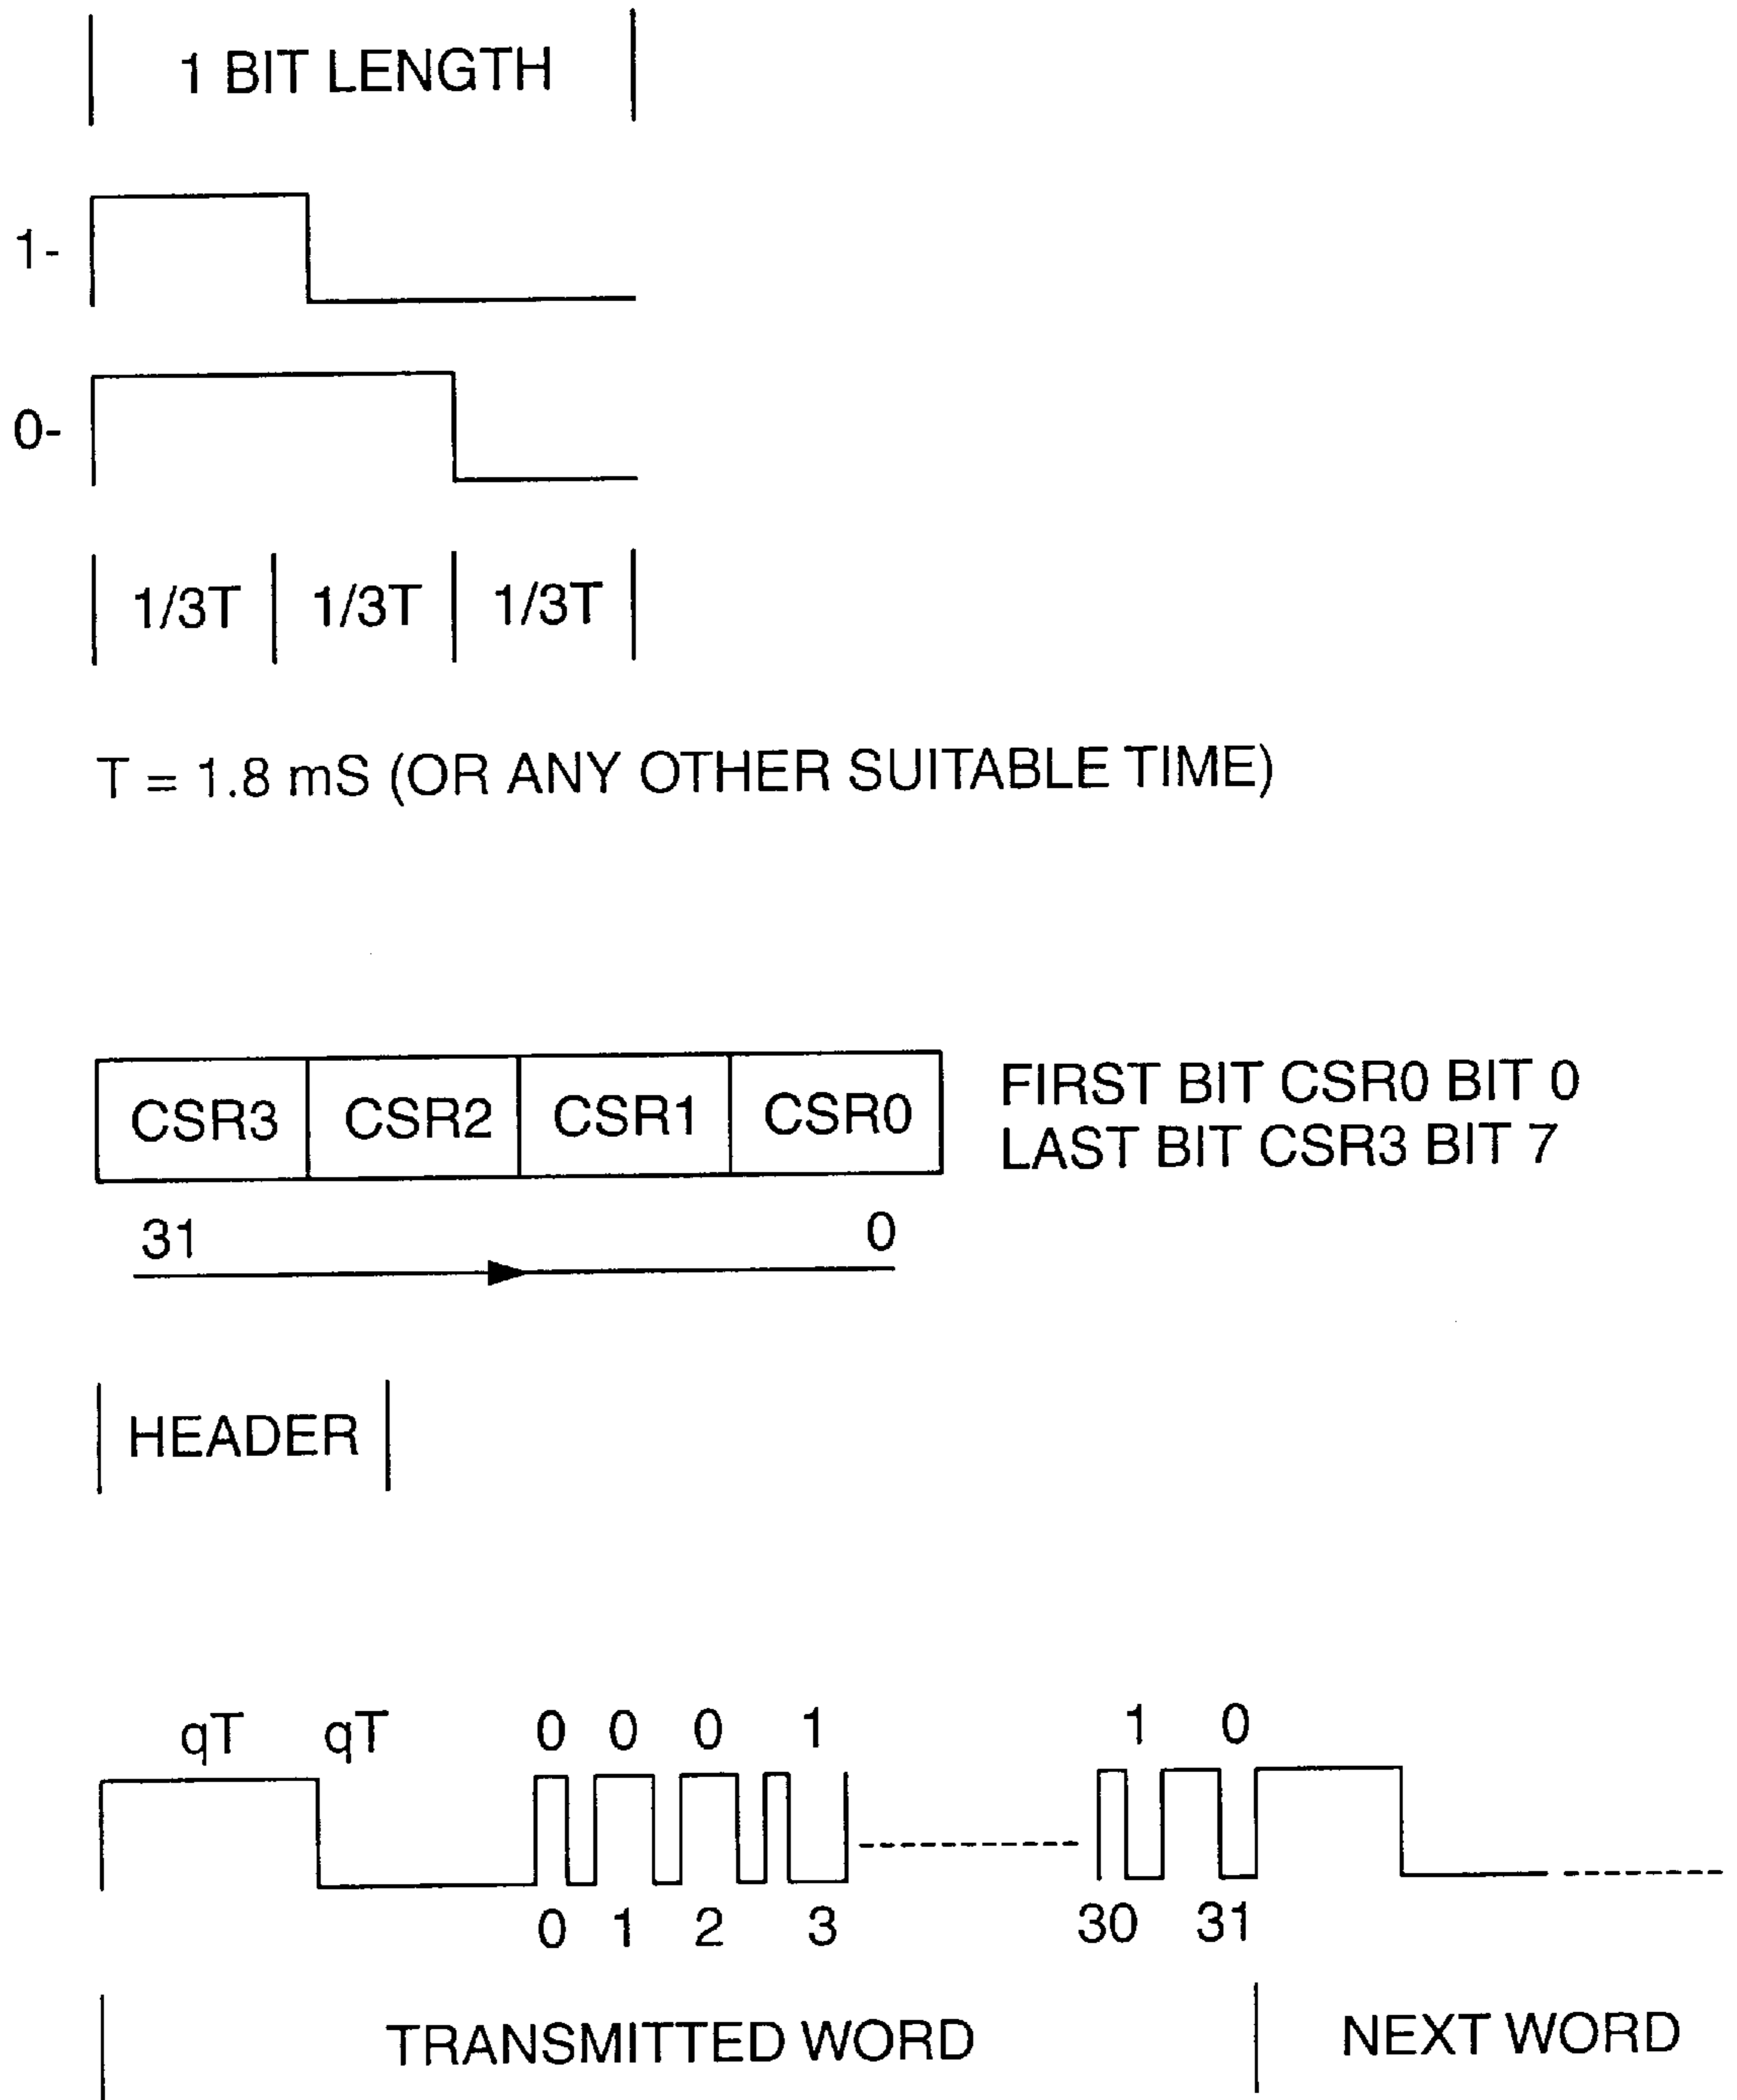 1 BIT LENGTH
1-
0-
1/3T 1/3T 1/3T
T = 1.8 mS (OR ANY OTHER SUITABLE TIME)
CSR3 CSR2 CSR1 CSR0
FIRST BIT CSR0 BIT 0
LAST BIT CSR3 BIT 7
31 0
HEADER
qT qT 0 0 0 1 1 0
0 1 2 3 30 31
TRANSMITTED WORD NEXT WORD